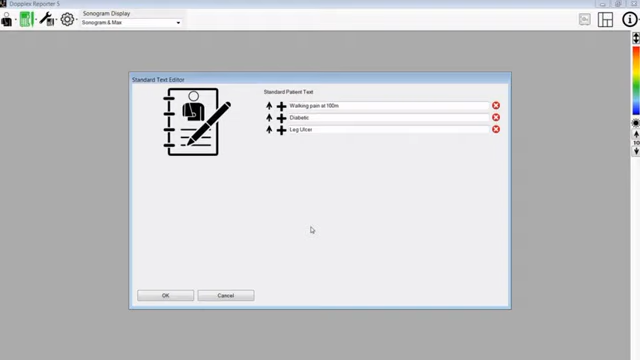 Dopplex Reporter 5
Sonogram Display
Sonogram & Max
Standard Text Editor
Standard Patient Text
Walking pain at 100m
Diabetic
Leg Ulcer
10
OK
Cancel